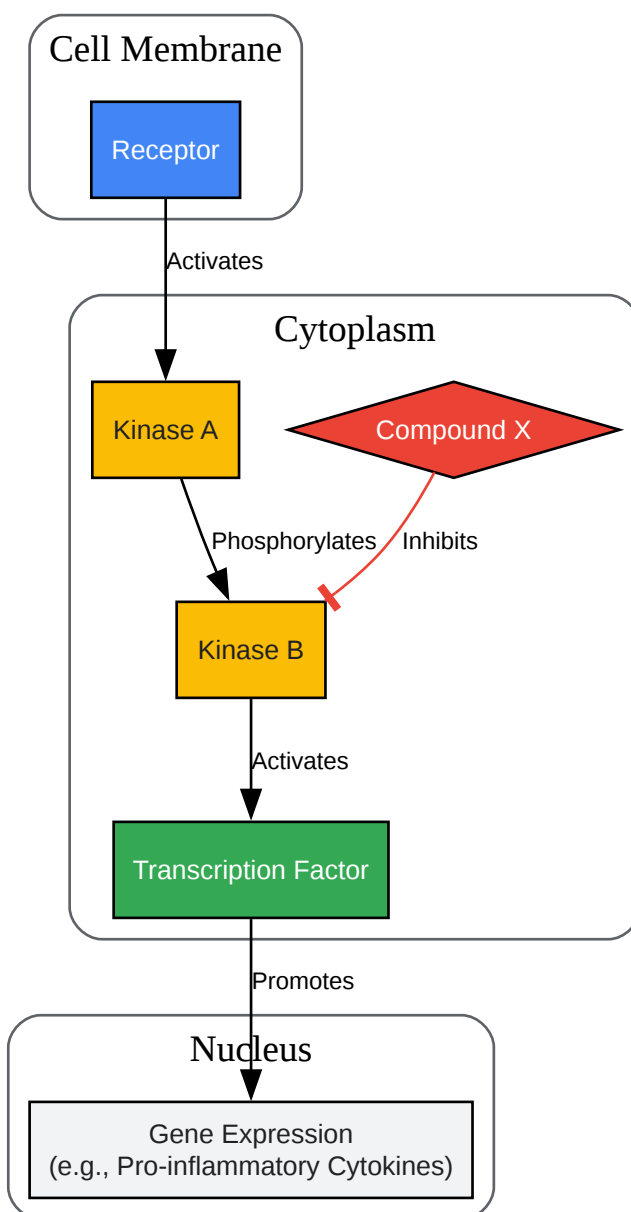 Cell Membrane
Receptor
Activates
Cytoplasm
Kinase A
Compound X
Phosphorylates
Inhibits
Kinase B
Activates
Transcription Factor
Promotes
Nucleus
Gene Expression
(e.g., Pro-inflammatory Cytokines)